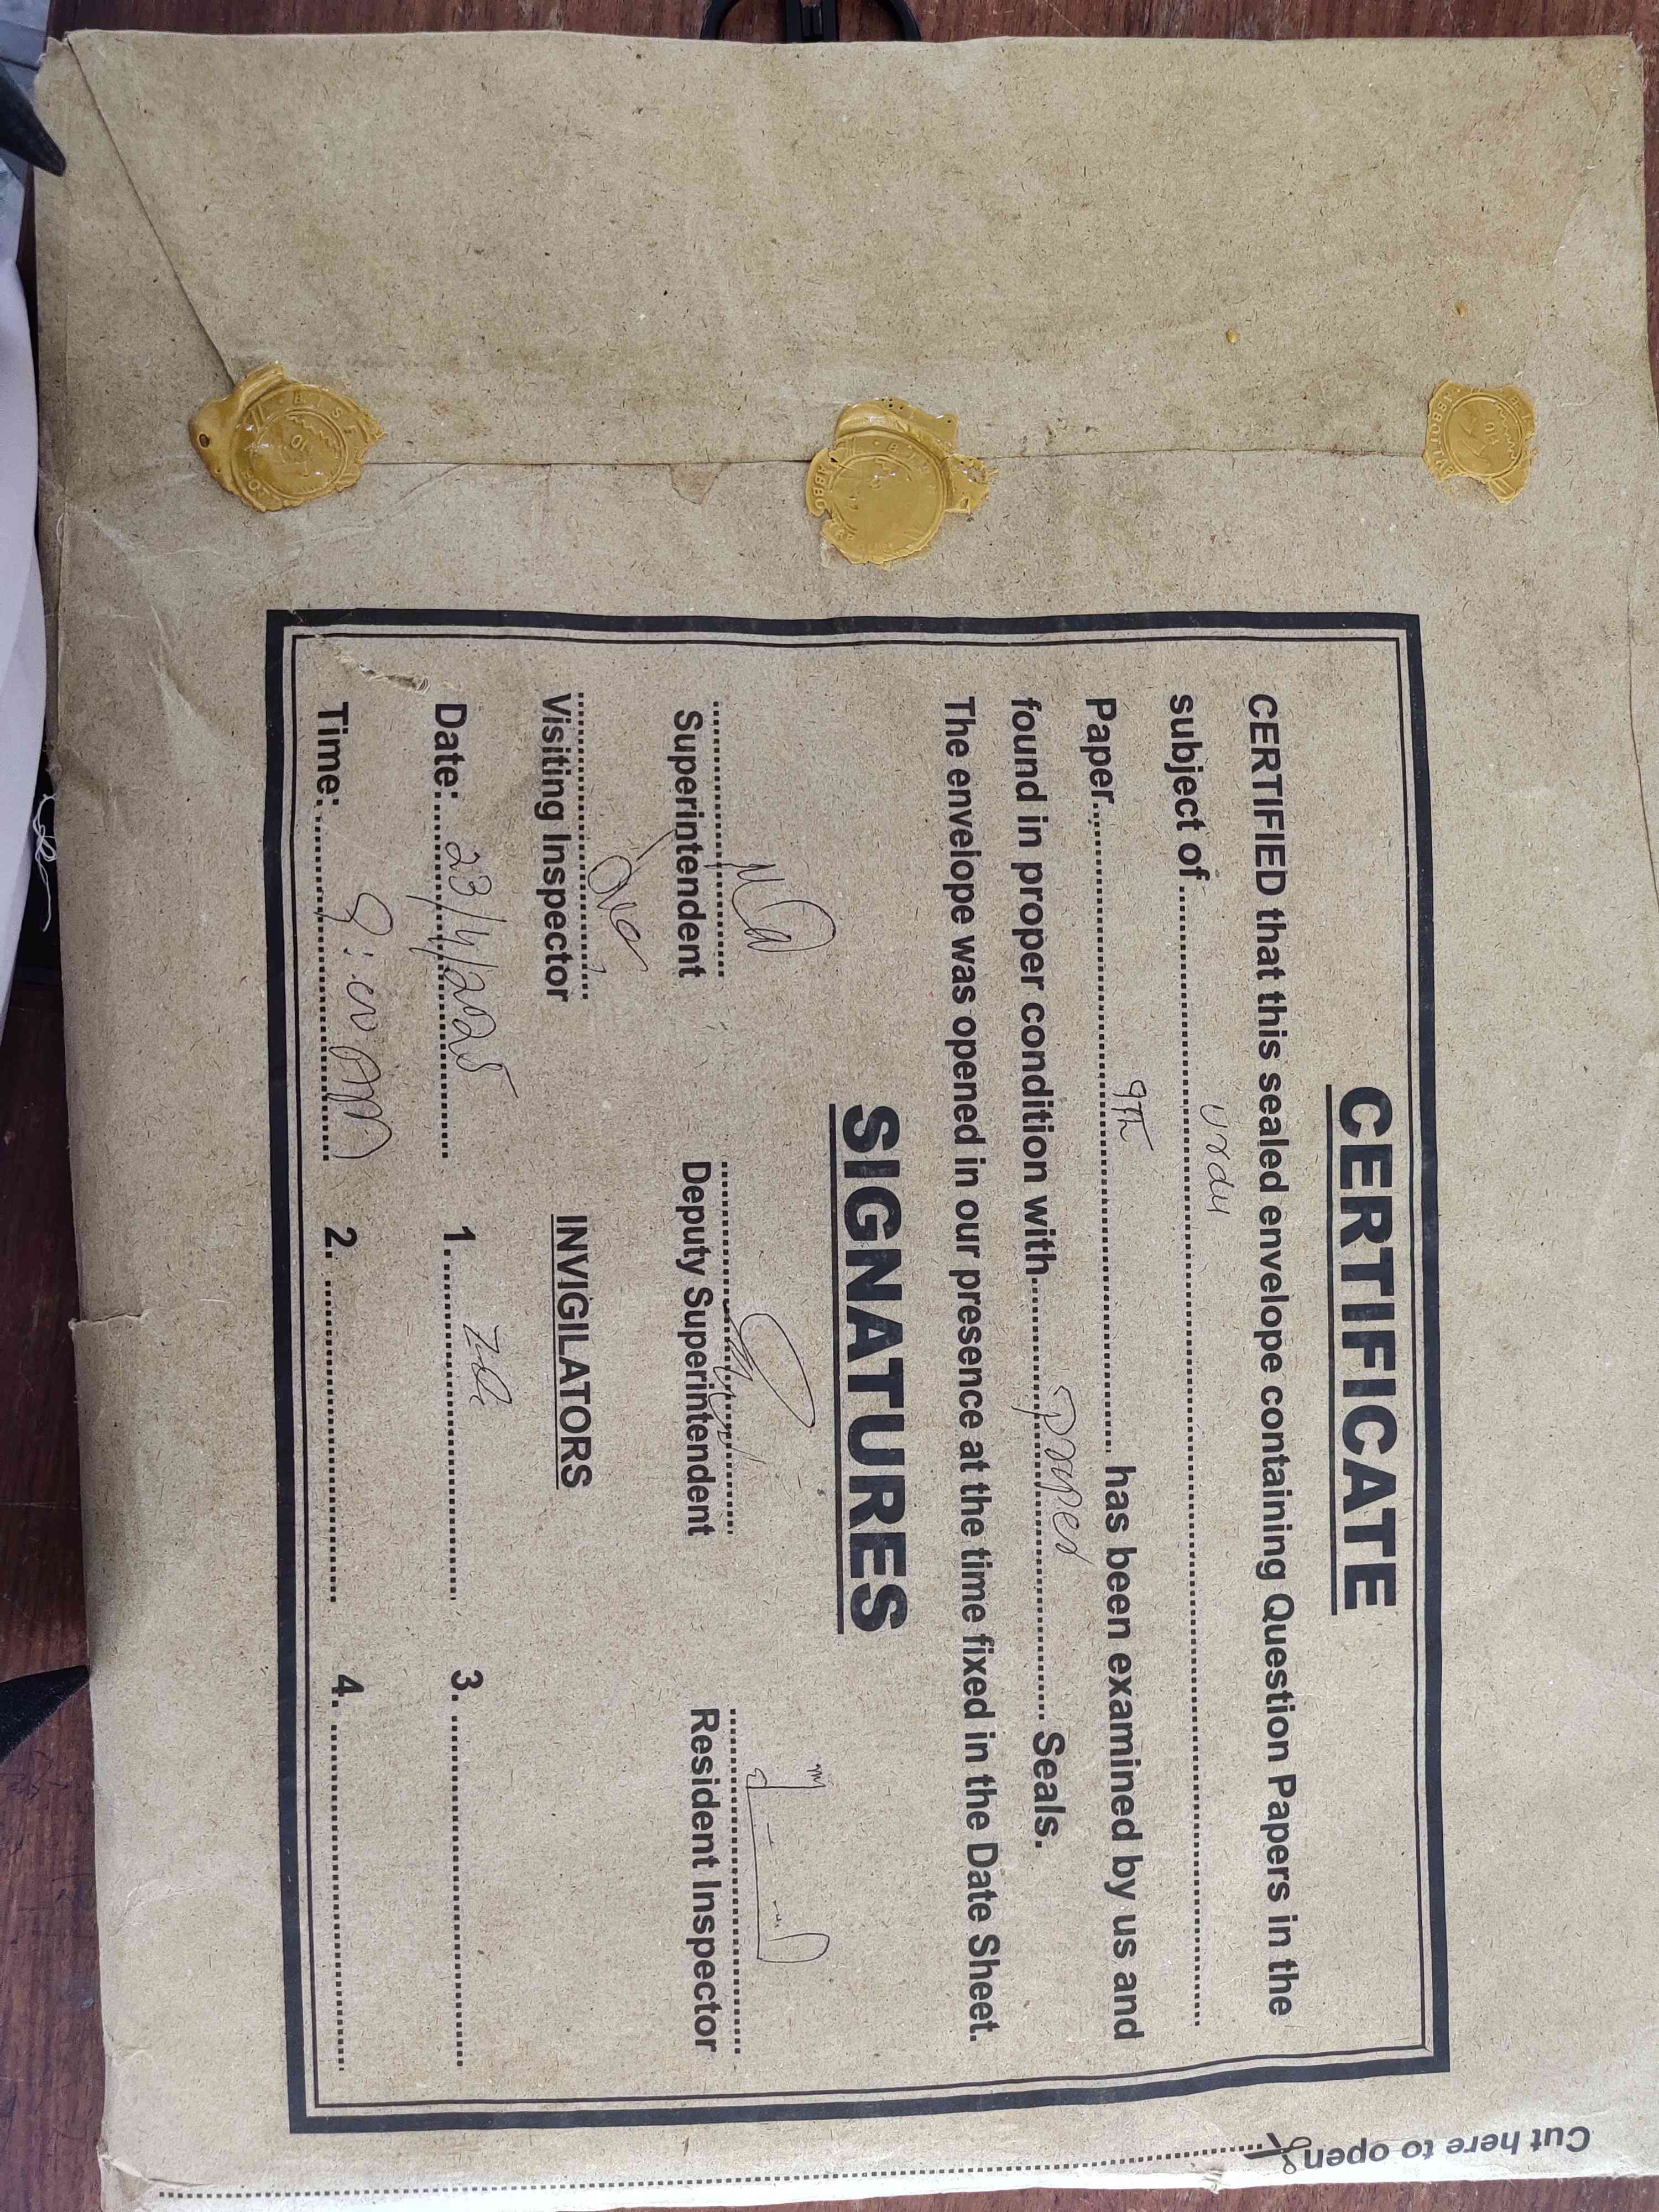 CERTIFICATE
CERTIFIED that this sealed envelope containing Question Papers in the
subject of ........ urdu ........
Paper ........ 9th ........ has been examined by us and
found in proper condition with ........ proper ........ Seals.
The envelope was opened in our presence at the time fixed in the Date Sheet.
SIGNATURES
Superintendent Deputy Superintendent Resident Inspector
Visiting Inspector INVIGILATORS
Date: 23/4/2025 1. ........ 3. ........
Time: 9: AM 2. ........ 4. ........
Cut here to open